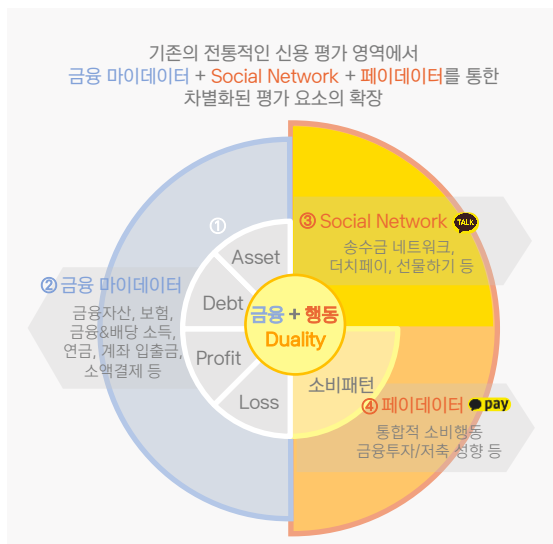 기존의 전통적인 신용 평가 영역에서
금융 마이데이터 + Social Network + 페이데이터를 통한
차별화된 평가 요소의 확장
①
Asset
Debt
Profit
Loss
② 금융 마이데이터
금융자산, 보험,
금융&배당 소득,
연금, 계좌 입출금,
소액결제 등
금융 + 행동
Duality
③ Social Network TALK
송수금 네트워크,
더치페이, 선물하기 등
소비패턴
④ 페이데이터 pay
통합적 소비행동
금융투자/저축 성향 등